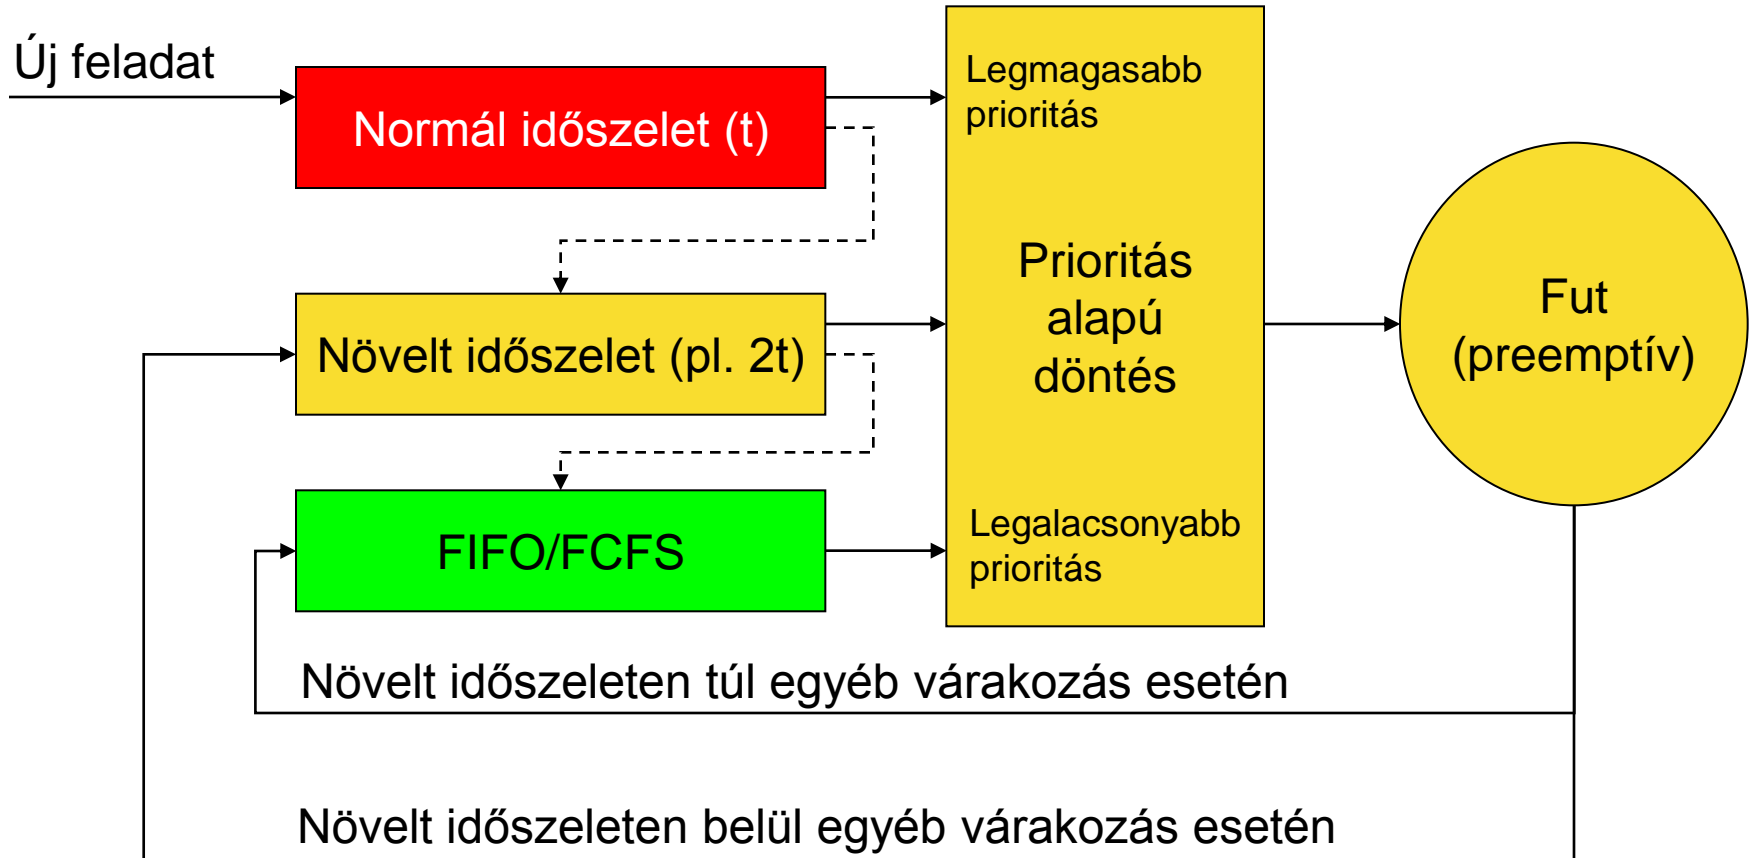 Új feladat
Normál időszelet (t)
Legmagasabb
prioritás
Prioritás
alapú
döntés
Fut
(preemptív)
Növelt időszelet (pl. 2t)
FIFO/FCFS
Legalacsonyabb
prioritás
Növelt időszeleten túl egyéb várakozás esetén
Növelt időszeleten belül egyéb várakozás esetén